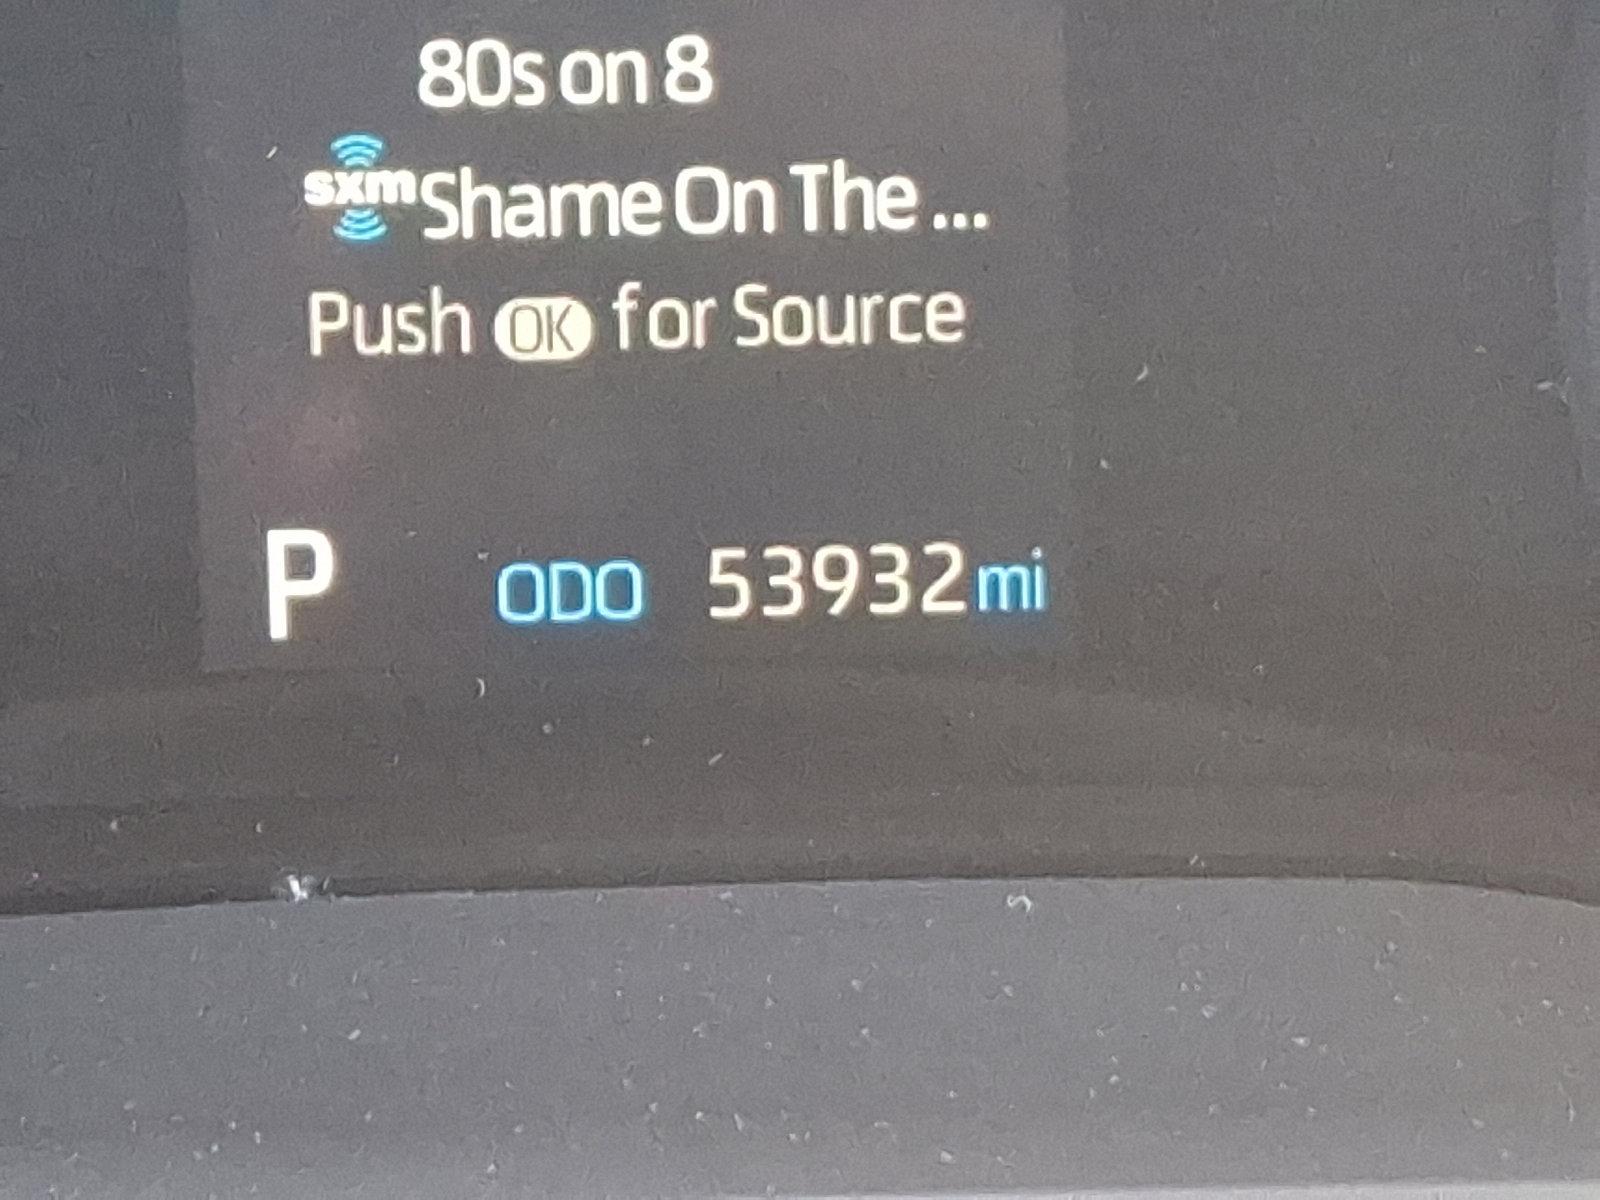 80s on 8
sxm Shame On The ...
Push OK for Source
P ODO 53932 mi